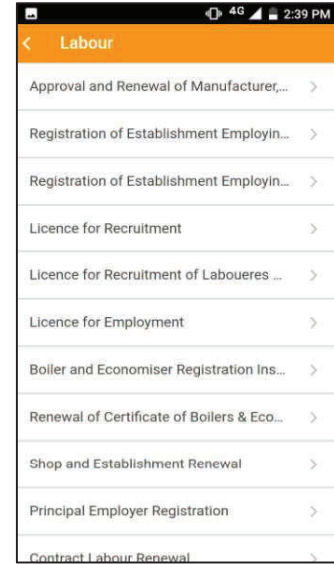 4G 2:39 PM
Labour
Approval and Renewal of Manufacturer,...
Registration of Establishment Employin...
Registration of Establishment Employin...
Licence for Recruitment
Licence for Recruitment of Laboueres ...
Licence for Employment
Boiler and Economiser Registration Ins...
Renewal of Certificate of Boilers & Eco...
Shop and Establishment Renewal
Principal Employer Registration
Contract Labour Renewal